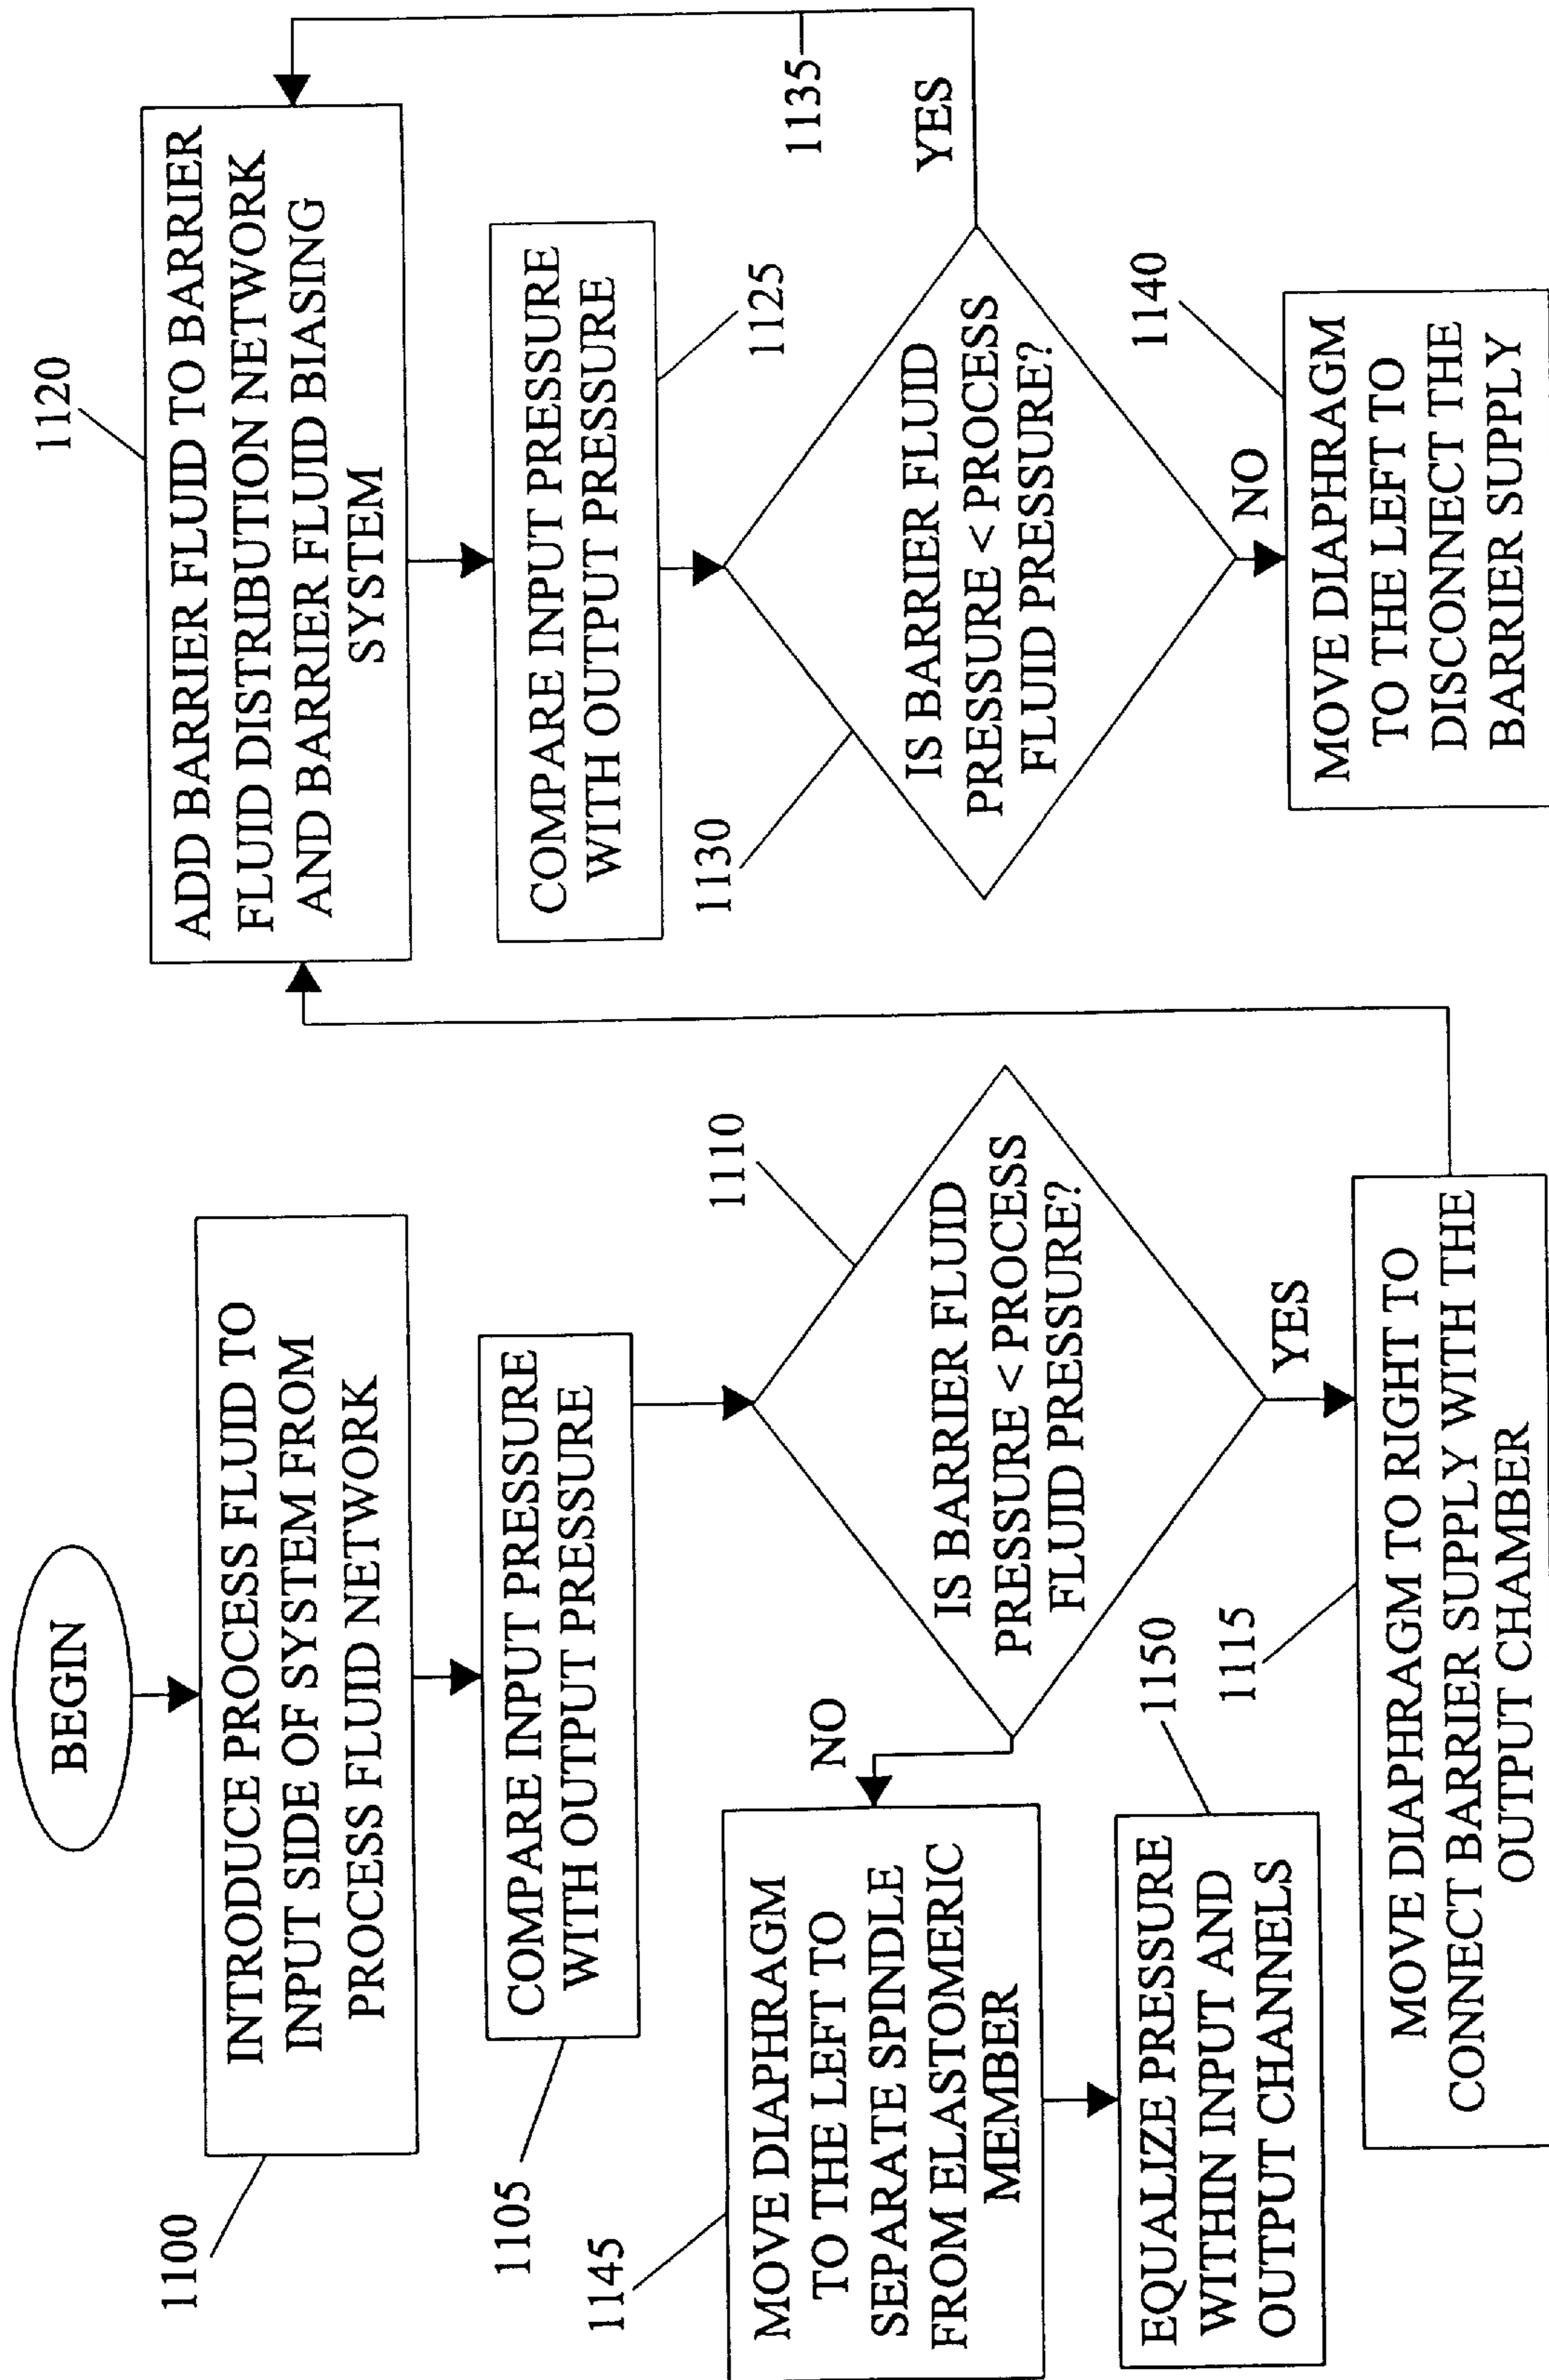 BEGIN
INTRODUCE PROCESS FLUID TO
INPUT SIDE OF SYSTEM FROM
PROCESS FLUID NETWORK
1100
COMPARE INPUT PRESSURE
WITH OUTPUT PRESSURE
1105
IS BARRIER FLUID
PRESSURE < PROCESS
FLUID PRESSURE?
1110
NO
MOVE DIAPHRAGM
TO THE LEFT TO
SEPARATE SPINDLE
FROM ELASTOMERIC
MEMBER
1145
EQUALIZE PRESSURE
WITHIN INPUT AND
OUTPUT CHANNELS
1150
YES
MOVE DIAPHRAGM TO RIGHT TO
CONNECT BARRIER SUPPLY WITH THE
OUTPUT CHAMBER
1115
1120
ADD BARRIER FLUID TO BARRIER
FLUID DISTRIBUTION NETWORK
AND BARRIER FLUID BIASING
SYSTEM
COMPARE INPUT PRESSURE
WITH OUTPUT PRESSURE
1125
IS BARRIER FLUID
PRESSURE < PROCESS
FLUID PRESSURE?
1130
YES
1135
NO
MOVE DIAPHRAGM
TO THE LEFT TO
DISCONNECT THE
BARRIER SUPPLY
1140